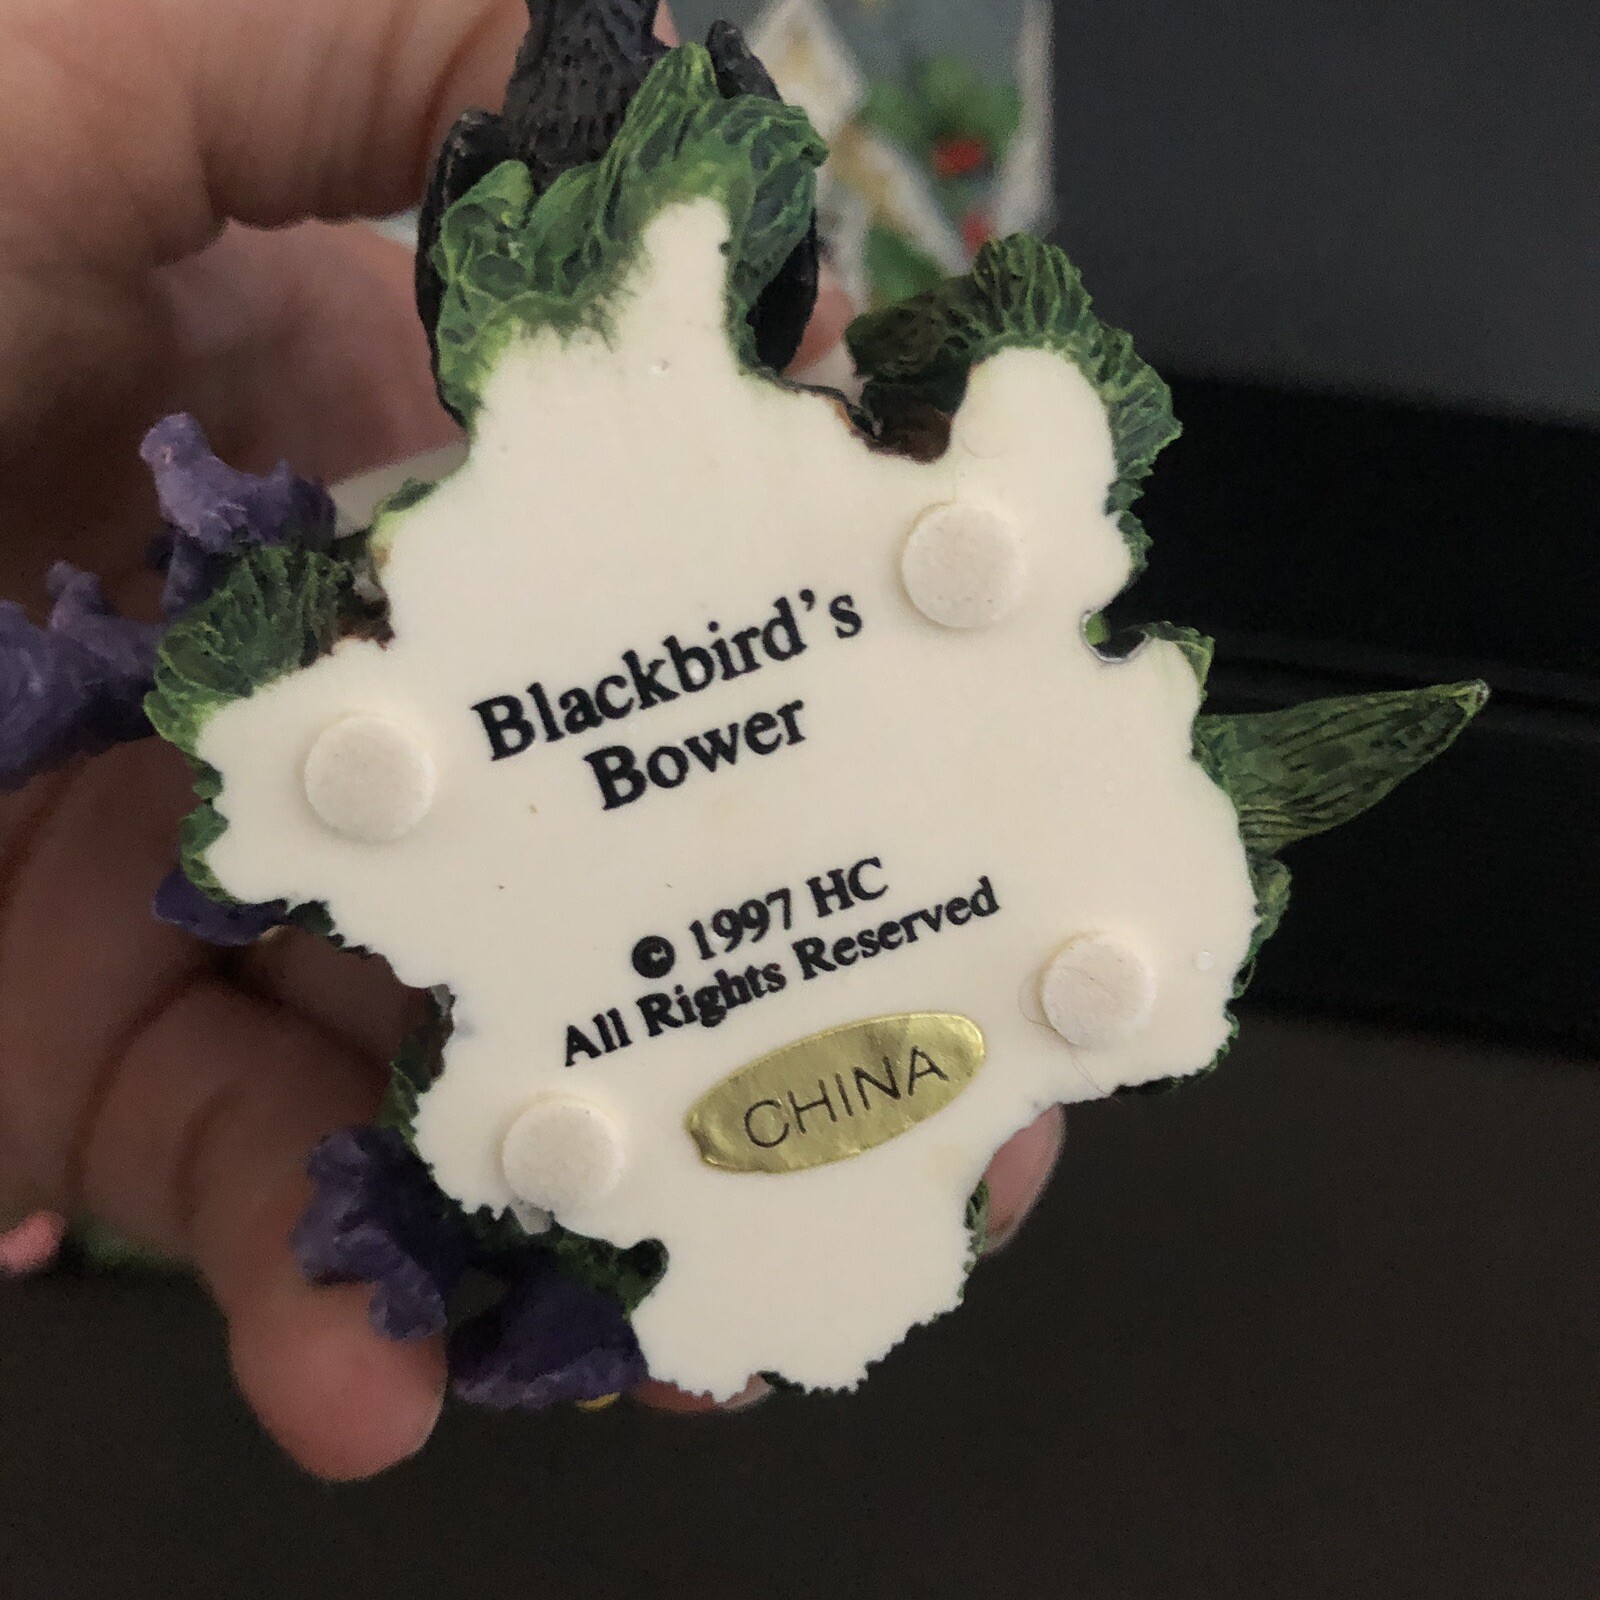 Blackbird's
Bower
© 1997 HC
All Rights Reserved
CHINA